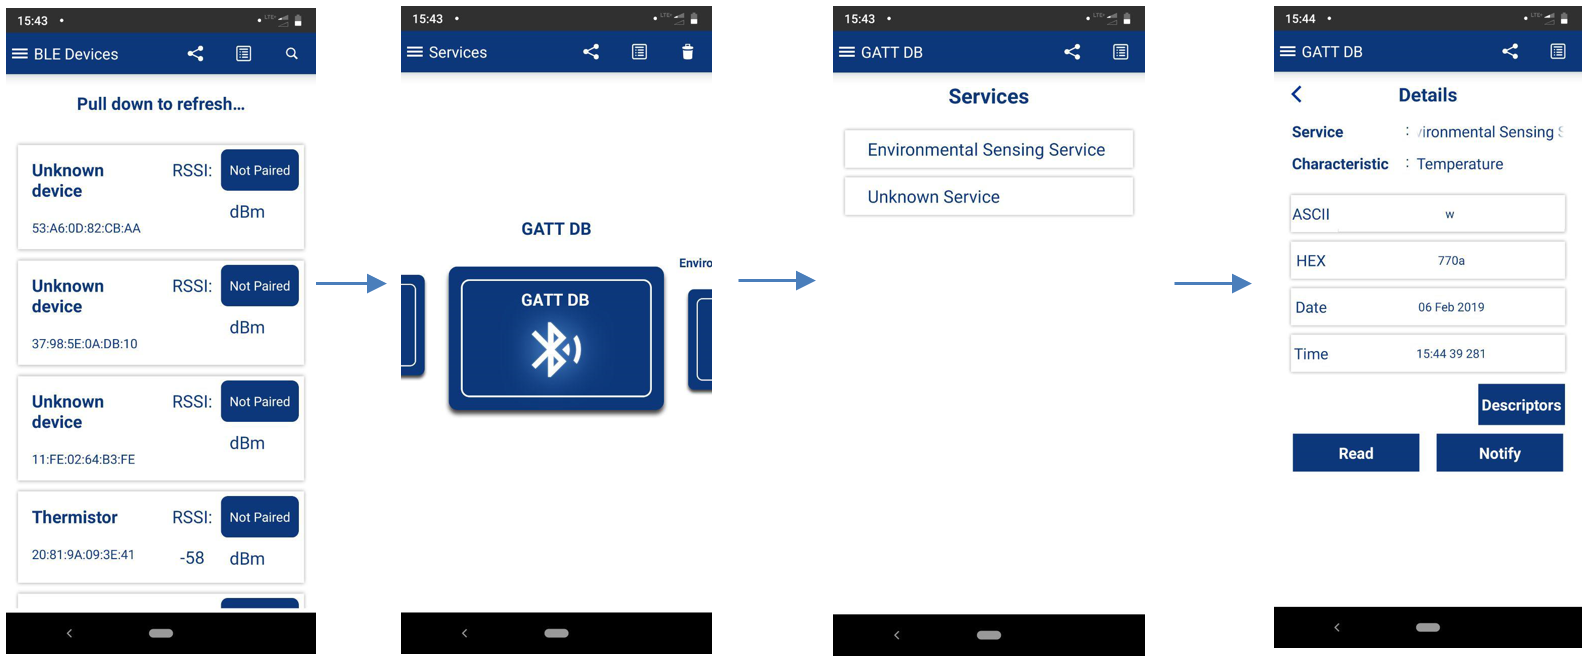 15:43
LTE+
BLE Devices
Pull down to refresh...
Unknown device
RSSI:
Not Paired
dBm
53:A6:0D:82:CB:AA
Unknown device
RSSI:
Not Paired
dBm
37:98:5E:0A:DB:10
Unknown device
RSSI:
Not Paired
dBm
11:FE:02:64:B3:FE
Thermistor
RSSI:
Not Paired
20:81:9A:09:3E:41
-58
dBm
15:43
LTE+
Services
GATT DB
Enviro
GATT DB
15:43
LTE+
GATT DB
Services
Environmental Sensing Service
Unknown Service
15:44
LTE+
GATT DB
Details
Service : ironmental Sensing S
Characteristic : Temperature
ASCII w
HEX 770a
Date 06 Feb 2019
Time 15:44 39 281
Descriptors
Read
Notify